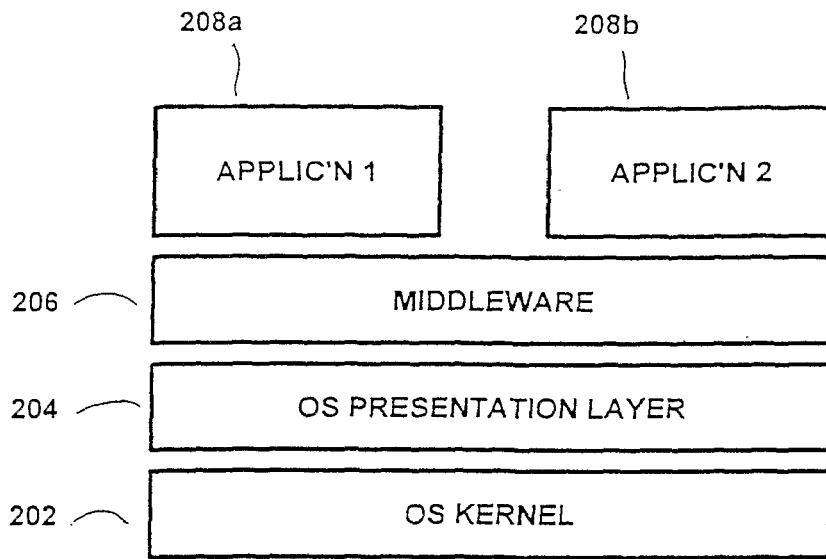 208a 208b
APPLIC'N 1 APPLIC'N 2
206 MIDDLEWARE
204 OS PRESENTATION LAYER
202 OS KERNEL